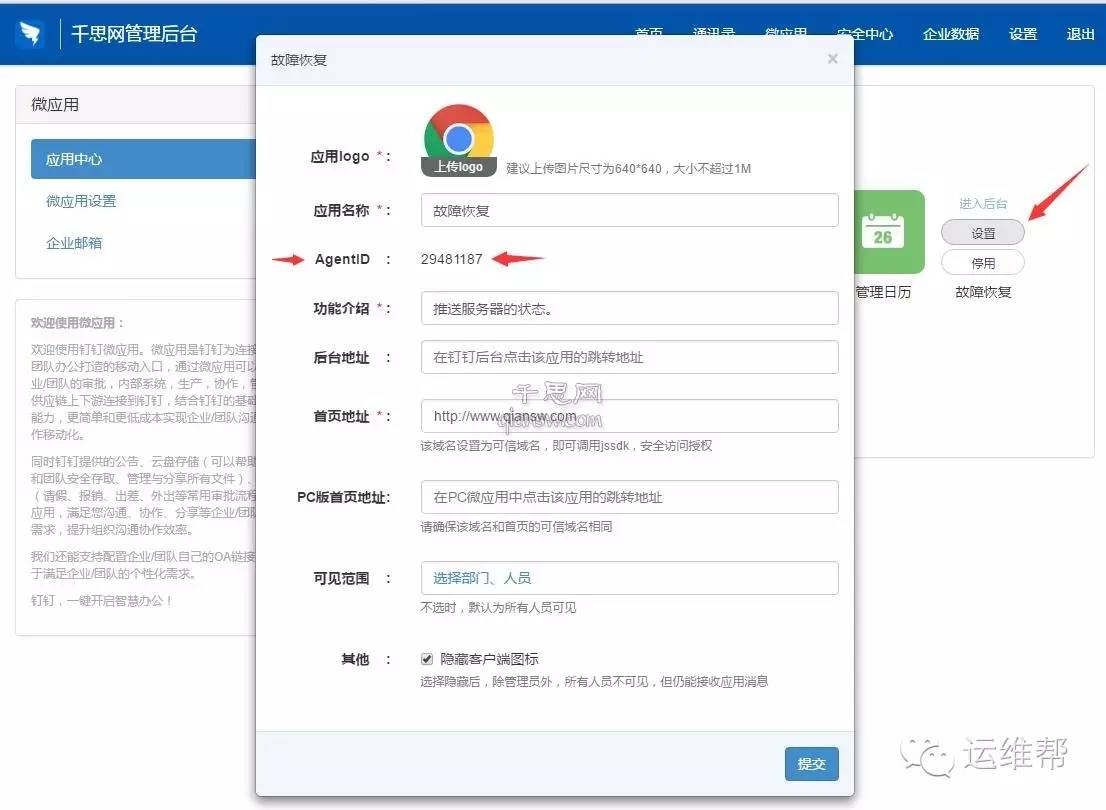 千思网管理后台
首页 通讯录 微应用 安全中心 企业数据 设置 退出
微应用
应用中心
微应用设置
企业邮箱
欢迎使用微应用：
欢迎使用钉钉微应用。微应用是钉钉为连接
团队办公打造的移动入口，通过微应用可以
业/团队的审批，内部系统，生产，协作，管
供应链上下游连接到钉钉，结合钉钉的基础
能力，更简单和更低成本实现企业/团队沟通
作移动化。
同时钉钉提供的公告、云盘存储（可以帮助
和团队安全存取、管理与分享所有文件）、
（请假、报销、出差、外出等常用审批流程
应用，满足您沟通、协作、分享等企业/团队
需求，提升组织沟通协作效率。
我们还能支持配置企业/团队自己的OA链接
于满足企业/团队的个性化需求。
钉钉，一键开启智慧办公！
故障恢复 ×
应用logo * :
上传logo
建议上传图片尺寸为640*640，大小不超过1M
应用名称 * : 故障恢复
AgentID : 29481187
功能介绍 * : 推送服务器的状态。
后台地址 : 在钉钉后台点击该应用的跳转地址
千思网
qiansw.com
首页地址 * : http://www.qiansw.com
该域名设置为可信域名，即可调用jssdk，安全访问授权
PC版首页地址: 在PC微应用中点击该应用的跳转地址
请确保该域名和首页的可信域名相同
可见范围 : 选择部门、人员
不选时，默认为所有人员可见
其他 : 隐藏客户端图标
选择隐藏后，除管理员外，所有人员不可见，但仍能接收应用消息
提交
26
管理日历
进入后台
设置
停用
故障恢复
运维帮